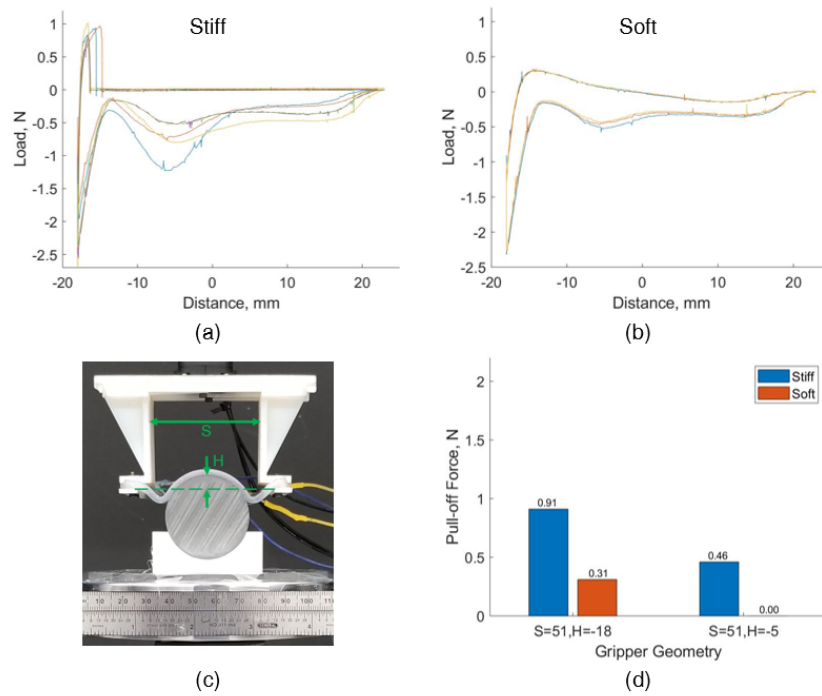 Stiff
1
0.5
0
-0.5
-1
-1.5
-2
-2.5
Load, N
-20
-10
0
10
20
Distance, mm
(a)
Soft
1
0.5
0
-0.5
-1
-1.5
-2
-2.5
Load, N
-20
-10
0
10
20
Distance, mm
(b)
S
H
(c)
2
1.5
1
0.5
0
Pull-off Force, N
Stiff
Soft
0.91
0.31
0.46
0.00
S=51,H=-18
S=51,H=-5
Gripper Geometry
(d)